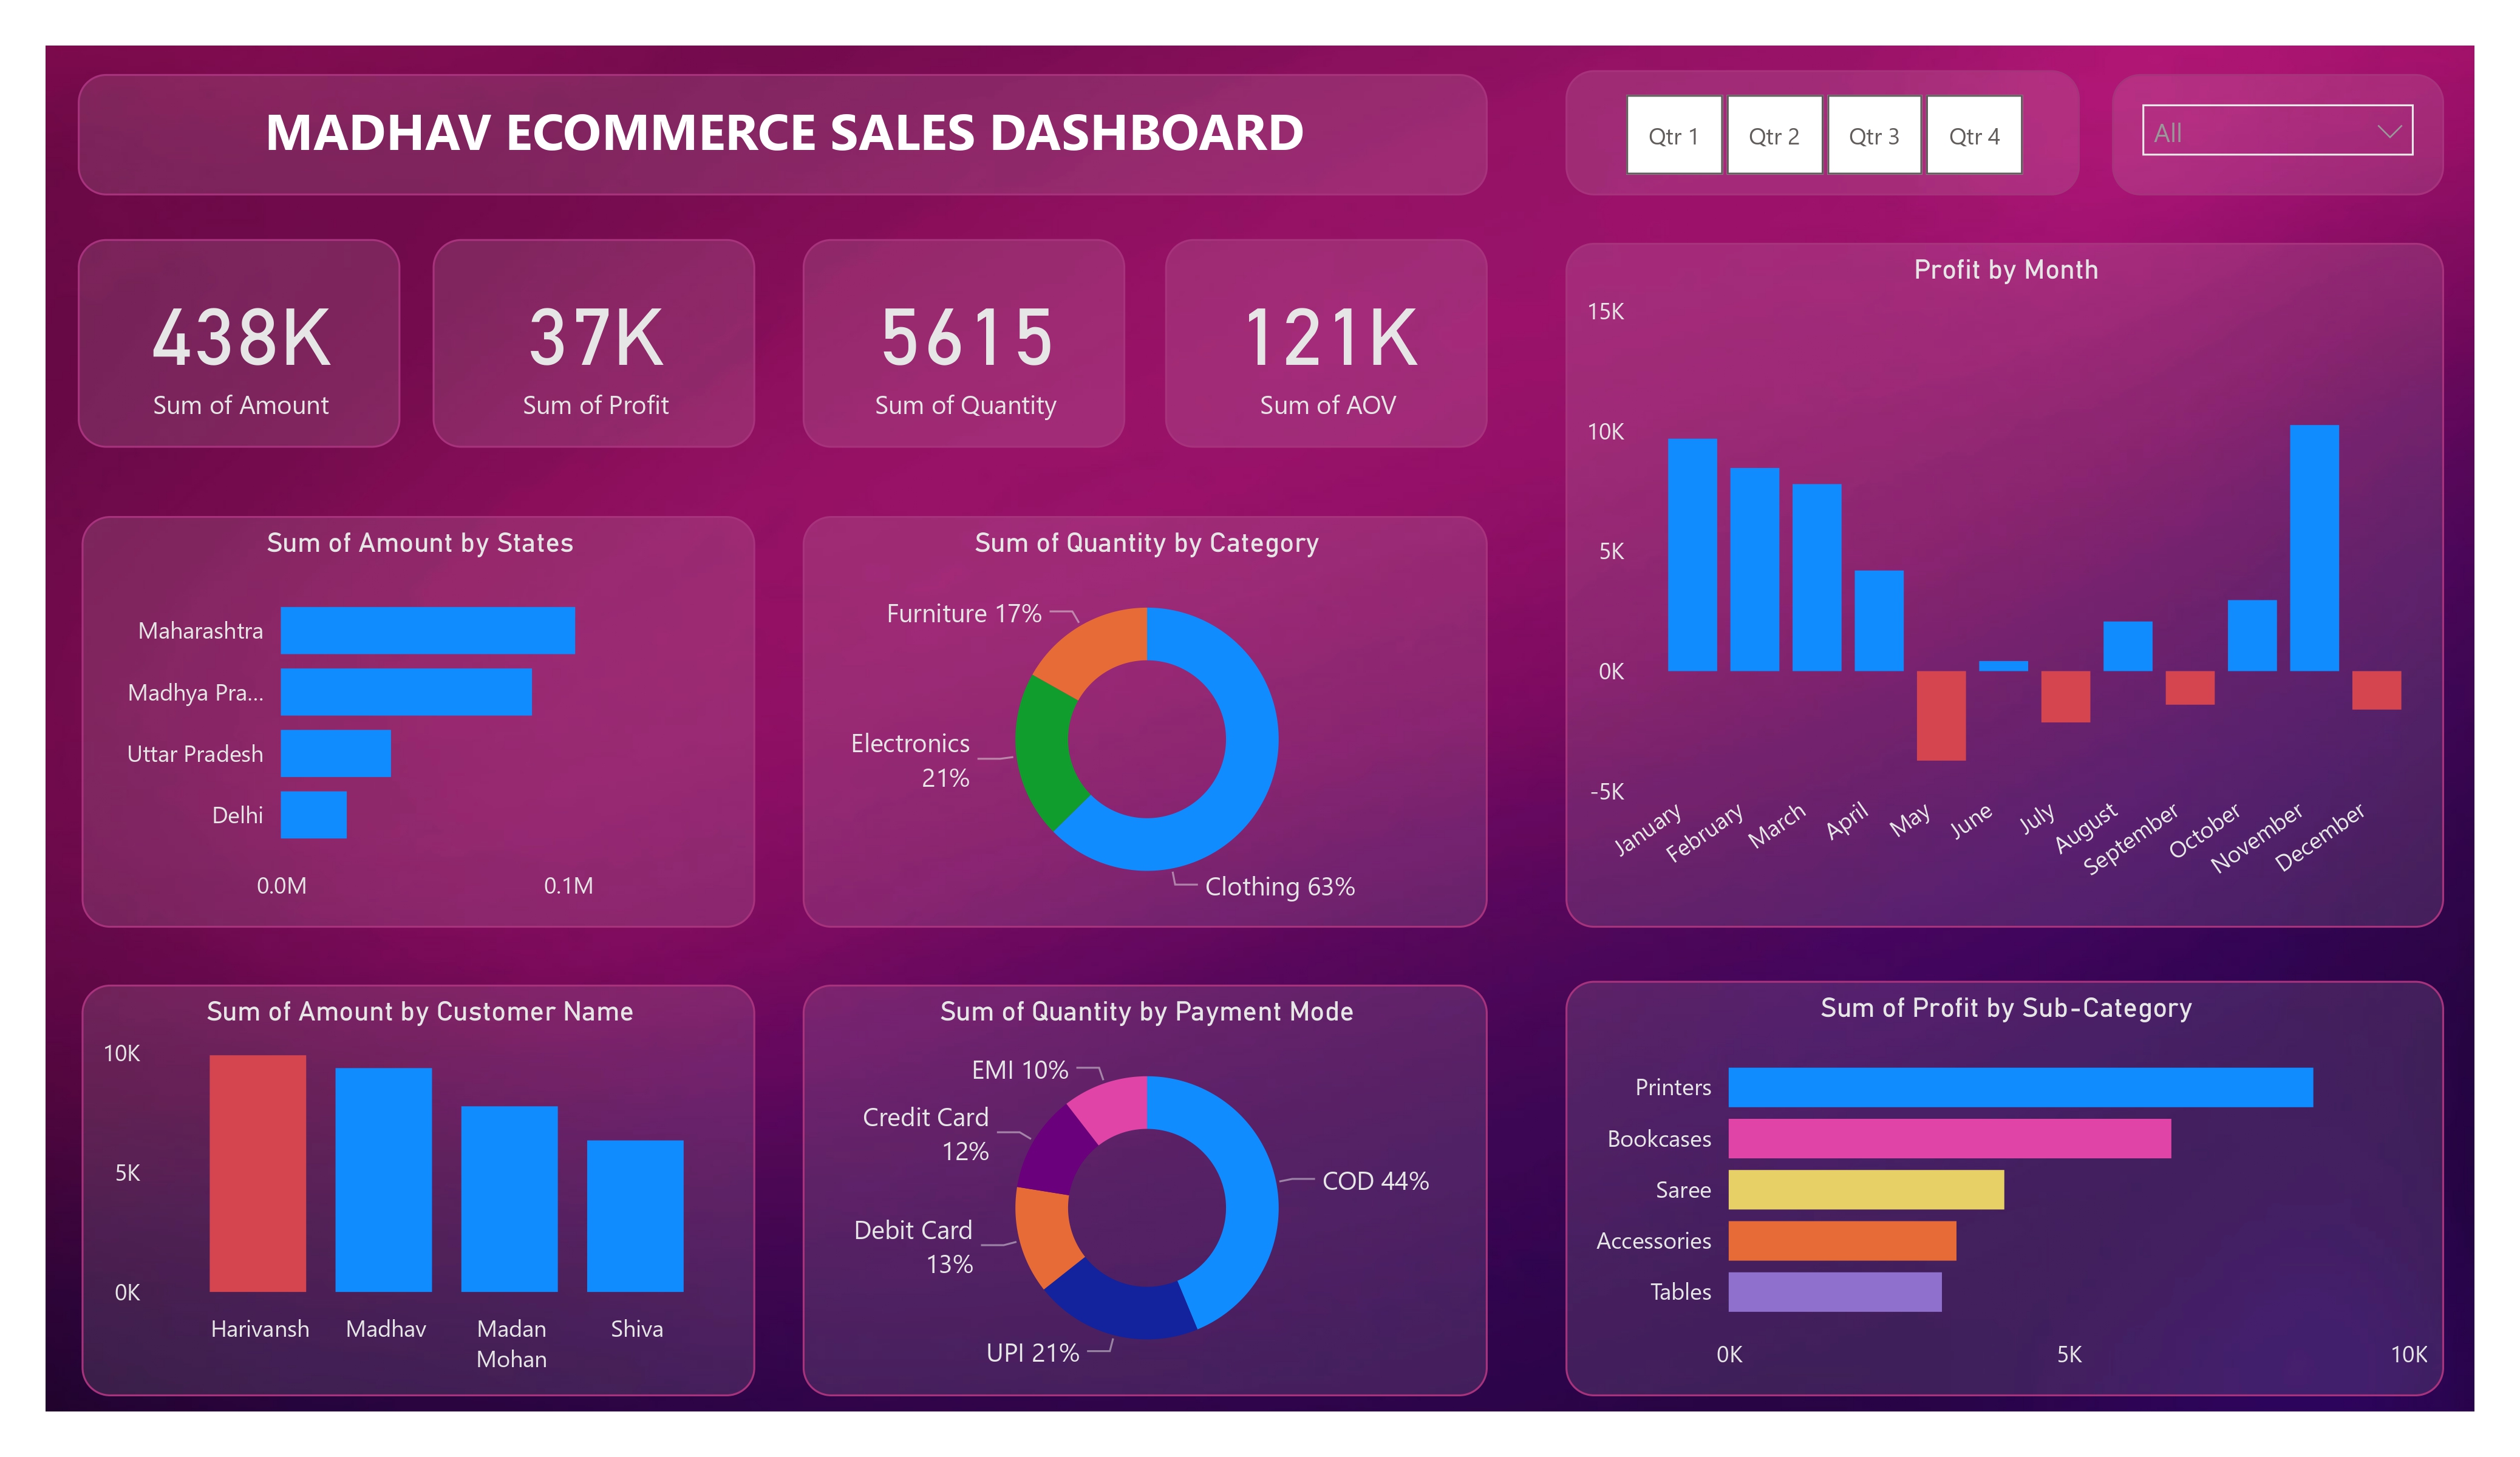 MADHAV ECOMMERCE SALES DASHBOARD
Qtr 1
Qtr 2
Qtr 3
Qtr 4
All
438K
Sum of Amount
37K
Sum of Profit
5615
Sum of Quantity
121K
Sum of AOV
Profit by Month
15K
10K
5K
0K
-5K
January
February
March
April
May
June
July
August
September
October
November
December
Sum of Amount by States
Maharashtra
Madhya Pra...
Uttar Pradesh
Delhi
0.0M
0.1M
Sum of Quantity by Category
Furniture 17%
Electronics
21%
Clothing 63%
Sum of Amount by Customer Name
10K
5K
0K
Harivansh
Madhav
Madan
Mohan
Shiva
Sum of Quantity by Payment Mode
EMI 10%
Credit Card
12%
Debit Card
13%
UPI 21%
COD 44%
Sum of Profit by Sub-Category
Printers
Bookcases
Saree
Accessories
Tables
0K
5K
10K